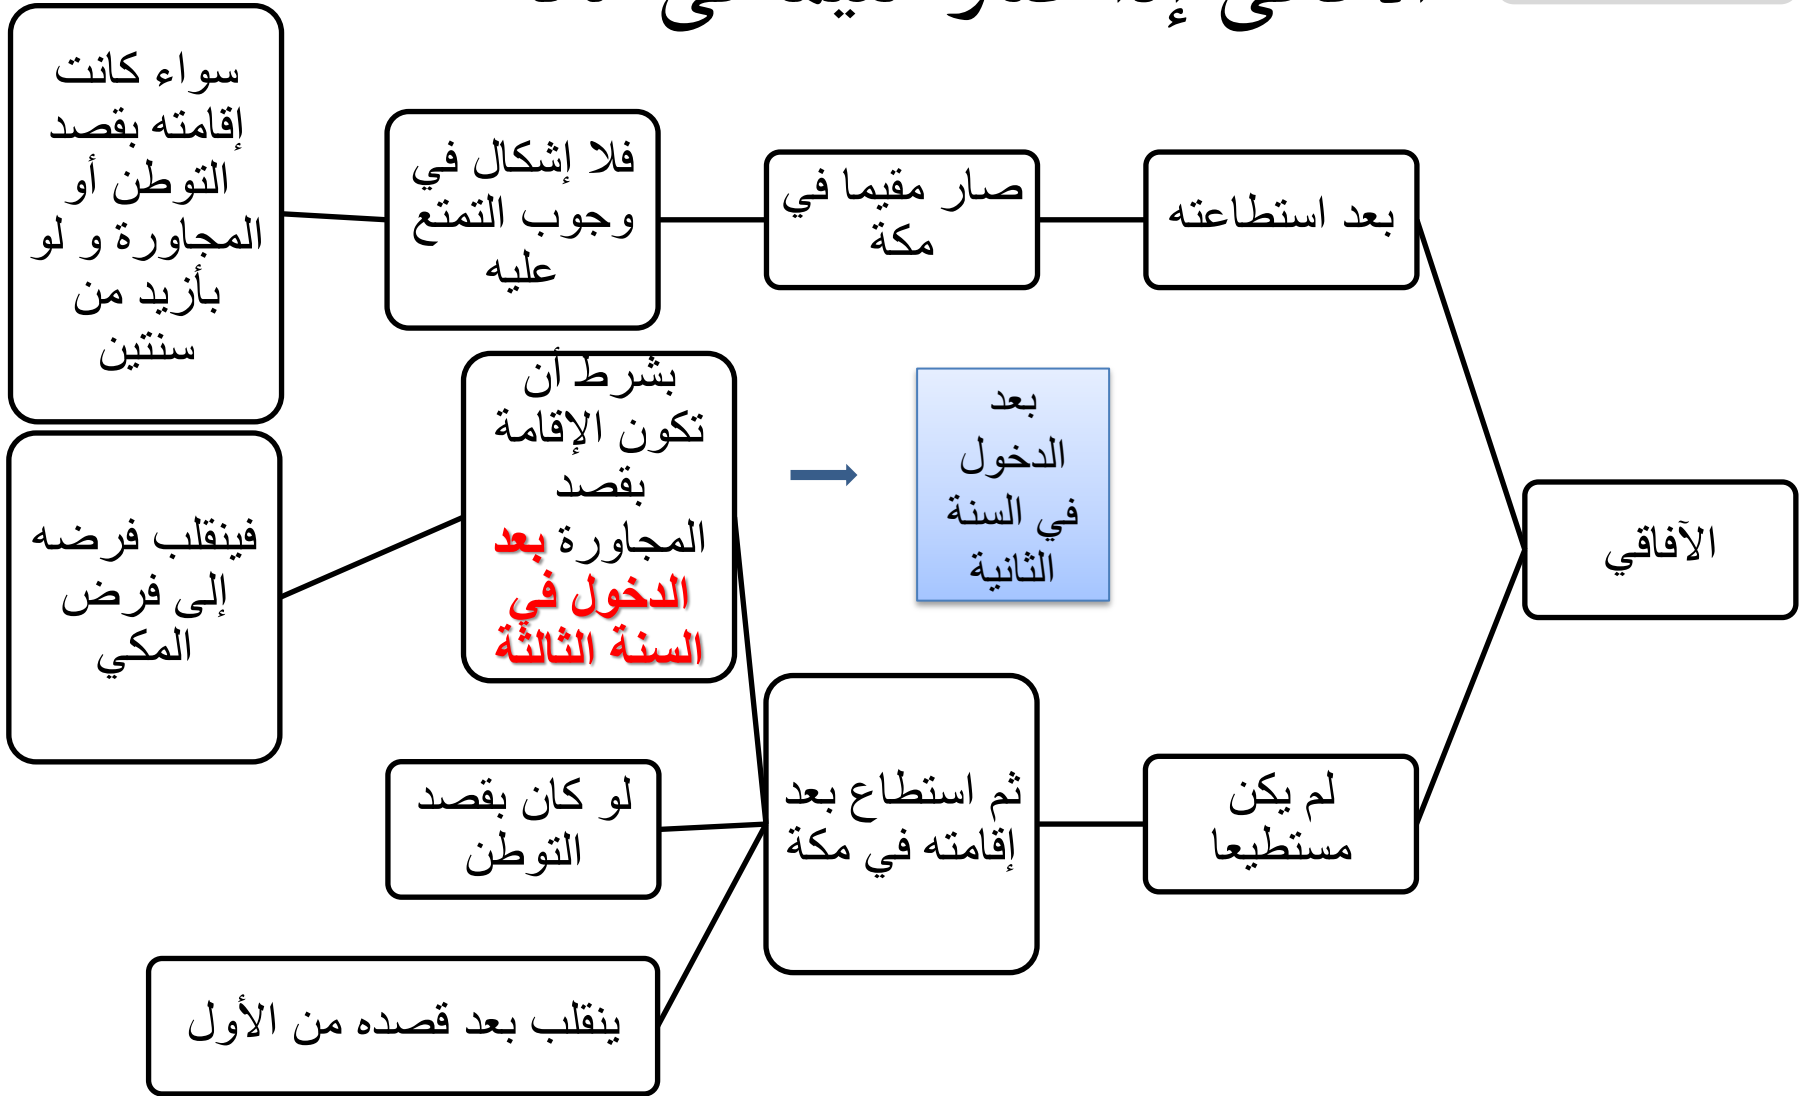 الآفاقي
بعد استطاعته
صار مقيما في
مكة
فلا إشكال في
وجوب التمتع
عليه
سواء كانت
إقامته بقصد
التوطن أو
المجاورة و لو
بأزيد من
سنتين
لم يكن
مستطيعا
ثم استطاع بعد
إقامته في مكة
بشرط أن
تكون الإقامة
بقصد
المجاورة بعد
الدخول في
السنة الثالثة
بعد
الدخول
في السنة
الثانية
فينقلب فرضه
إلى فرض
المكي
لو كان بقصد
التوطن
ينقلب بعد قصده من الأول